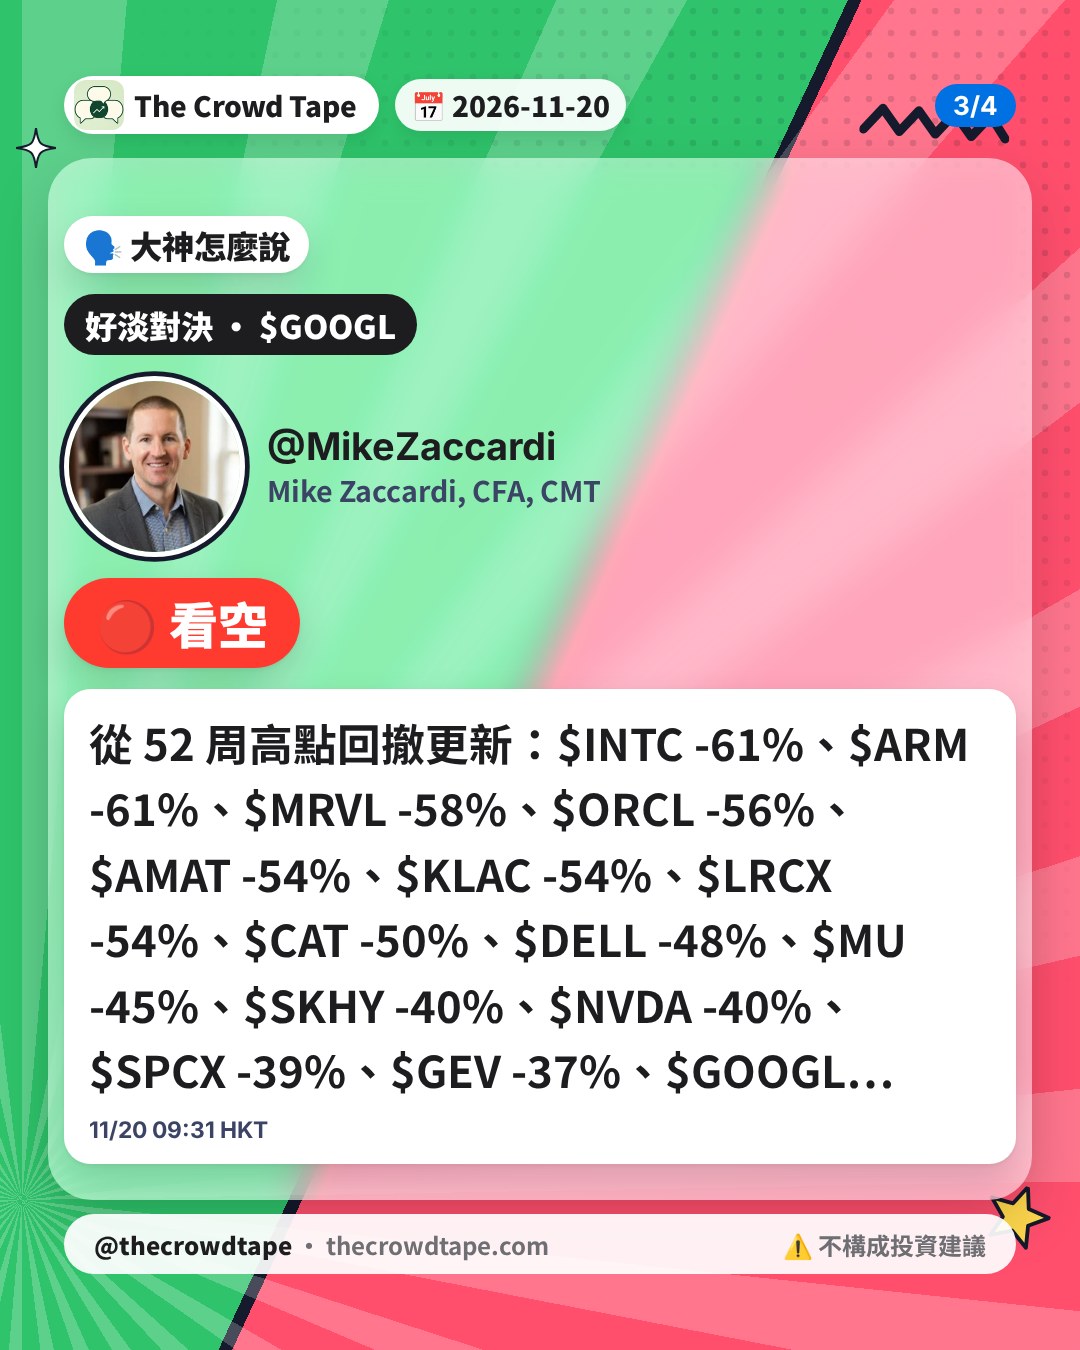 The Crowd Tape
July 17 2026-11-20
3/4
大神怎麼說
好淡對決 • $GOOGL
@MikeZaccardi
Mike Zaccardi, CFA, CMT
看空
從 52 周高點回撤更新：$INTC -61%、$ARM
-61%、$MRVL -58%、$ORCL -56%、
$AMAT -54%、$KLAC -54%、$LRCX
-54%、$CAT -50%、$DELL -48%、$MU
-45%、$SKHY -40%、$NVDA -40%、
$SPCX -39%、$GEV -37%、$GOOGL…
11/20 09:31 HKT
@thecrowdtape • thecrowdtape.com
不構成投資建議